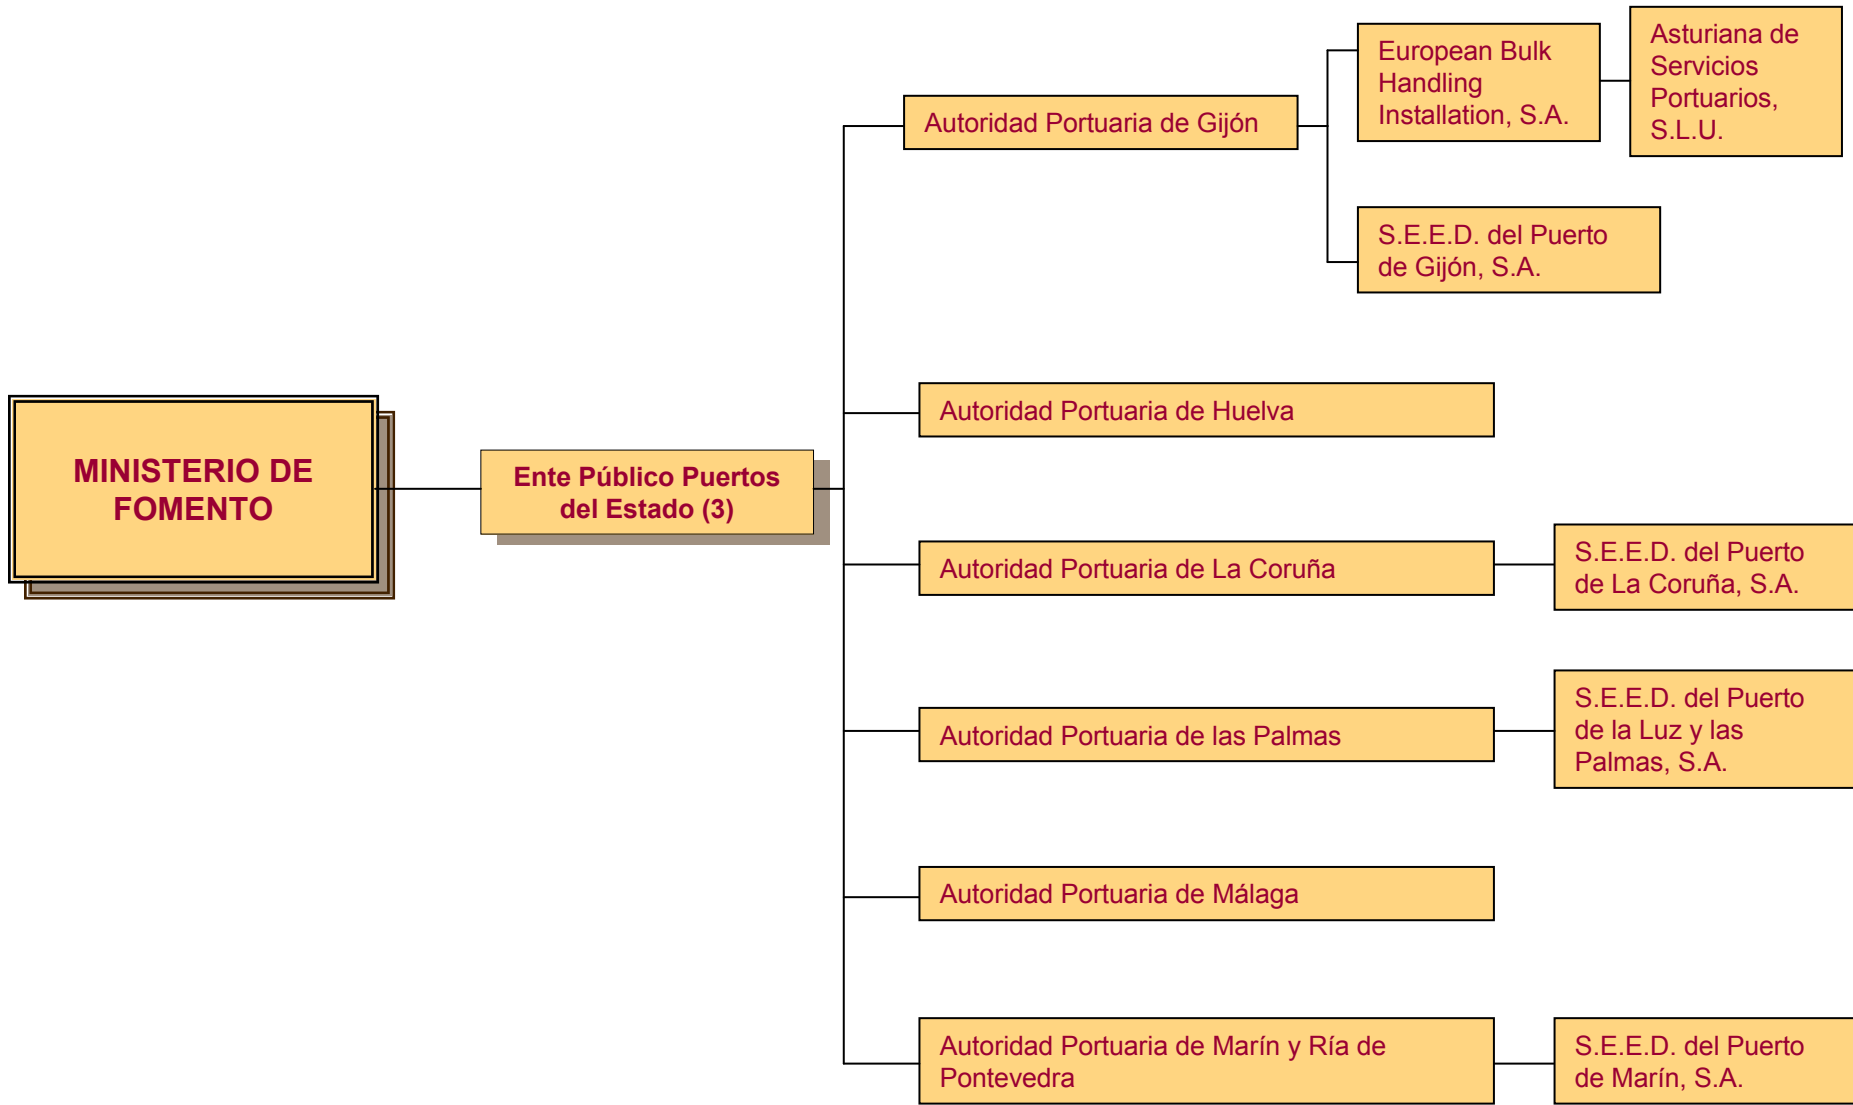 MINISTERIO DE
FOMENTO
Ente Público Puertos
del Estado (3)
Autoridad Portuaria de Gijón
European Bulk
Handling
Installation, S.A.
Asturiana de
Servicios
Portuarios,
S.L.U.
S.E.E.D. del Puerto
de Gijón, S.A.
Autoridad Portuaria de Huelva
Autoridad Portuaria de La Coruña
S.E.E.D. del Puerto
de La Coruña, S.A.
Autoridad Portuaria de las Palmas
S.E.E.D. del Puerto
de la Luz y las
Palmas, S.A.
Autoridad Portuaria de Málaga
Autoridad Portuaria de Marín y Ría de
Pontevedra
S.E.E.D. del Puerto
de Marín, S.A.